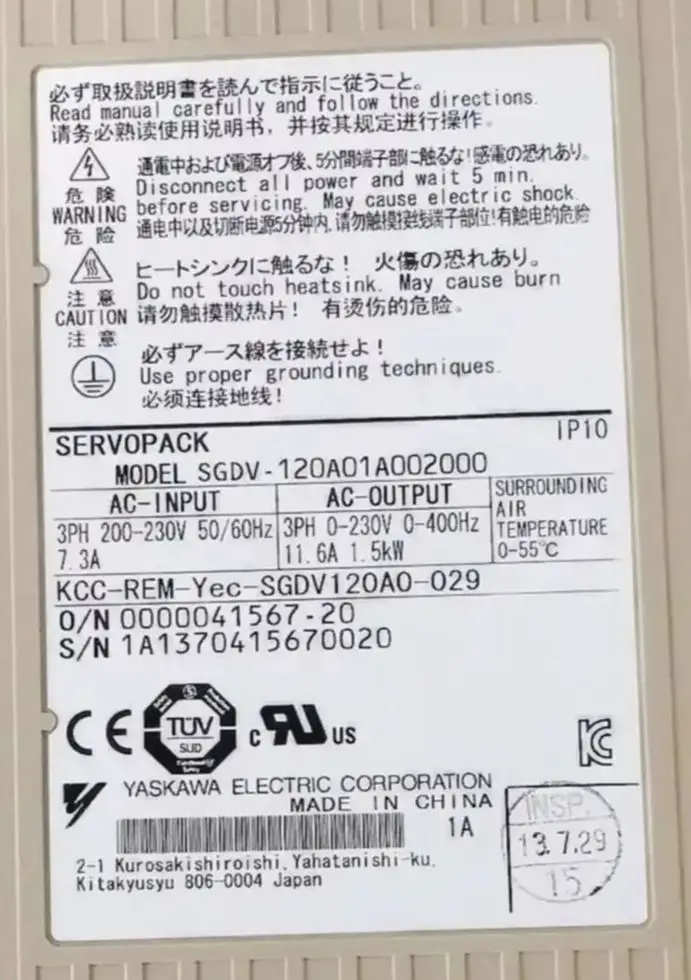 必ず取扱説明書を読んで指示に従うこと。
Read manual carefully and follow the directions.
请务必熟读使用说明书，并按其规定进行操作。
危険
WARNING
危险
通電中および電源オフ後、5分間端子部に触るな!感電の恐れあり。
Disconnect all power and wait 5 min.
before servicing. May cause electric shock.
通电中以及切断电源5分钟内,请勿触摸接线端子部位!有触电的危险
注意
CAUTION
注意
ヒートシンクに触るな！ 火傷の恐れあり。
Do not touch heatsink. May cause burn
请勿触摸散热片！ 有烫伤的危险。
必ずアース線を接続せよ！
Use proper grounding techniques.
必须连接地线！
SERVOPACK
IP10
MODEL SGDV-120A01A002000
AC-INPUT
3PH 200-230V 50/60Hz
7.3A
AC-OUTPUT
3PH 0-230V 0-400Hz
11.6A 1.5kW
SURROUNDING
AIR
TEMPERATURE
0-55℃
KCC-REM-Yec-SGDV120A0-029
O/N 0000041567-20
S/N 1A1370415670020
CE
TÜV
SÜD
c RU US
KC
YASKAWA ELECTRIC CORPORATION
MADE IN CHINA
1A
2-1 Kurosakishiroishi,Yahatanishi-ku,
Kitakyusyu 806-0004 Japan
INSP.
13.7.29
15